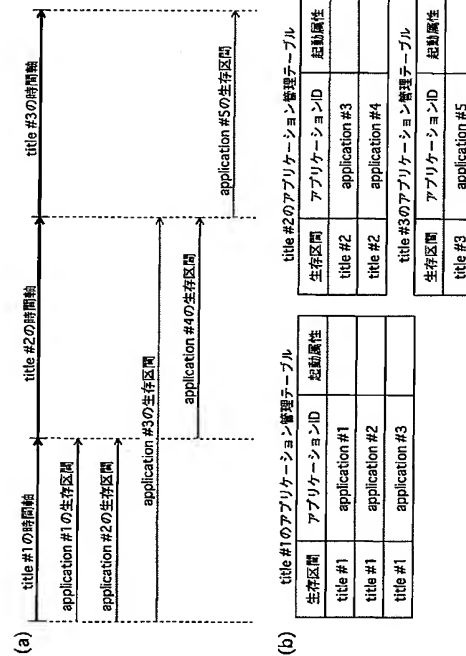 (a)
title #1の時間軸
title #2の時間軸
title #3の時間軸
application #1の生存区間
application #2の生存区間
application #3の生存区間
application #4の生存区間
application #5の生存区間
(b)
title #1のアプリケーション管理テーブル
生存区間 アプリケーションID 起動属性
title #1 application #1
title #1 application #2
title #1 application #3
title #2のアプリケーション管理テーブル
生存区間 アプリケーションID 起動属性
title #2 application #3
title #2 application #4
title #3のアプリケーション管理テーブル
生存区間 アプリケーションID 起動属性
title #3 application #5